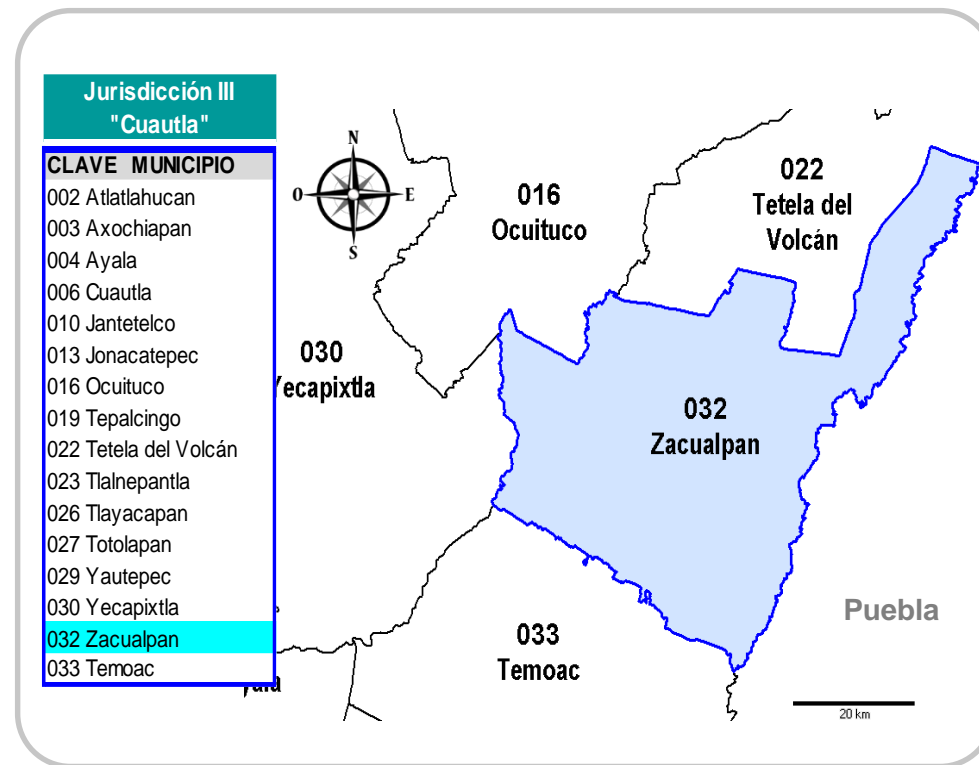 Jurisdicción III
"Cuautla"
CLAVE MUNICIPIO
002 Atlatlahucan
003 Axochiapan
004 Ayala
006 Cuautla
010 Jantetelco
013 Jonacatepec
016 Ocuituco
019 Tepalcingo
022 Tetela del Volcán
023 Tlalnepantla
026 Tlayacapan
027 Totolapan
029 Yautepec
030 Yecapixtla
032 Zacualpan
033 Temoac
N
O
E
S
016
Ocuituco
022
Tetela del
Volcán
030
Yecapixtla
032
Zacualpan
033
Temoac
Puebla
20 km